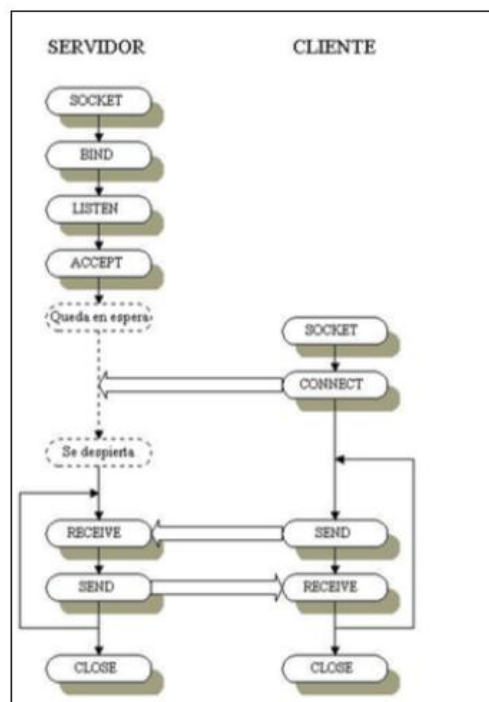 SERVIDOR
CLIENTE
SOCKET
BIND
LISTEN
ACCEPT
Queda en espera
SOCKET
CONNECT
Se despierta
RECEIVE
SEND
SEND
RECEIVE
CLOSE
CLOSE